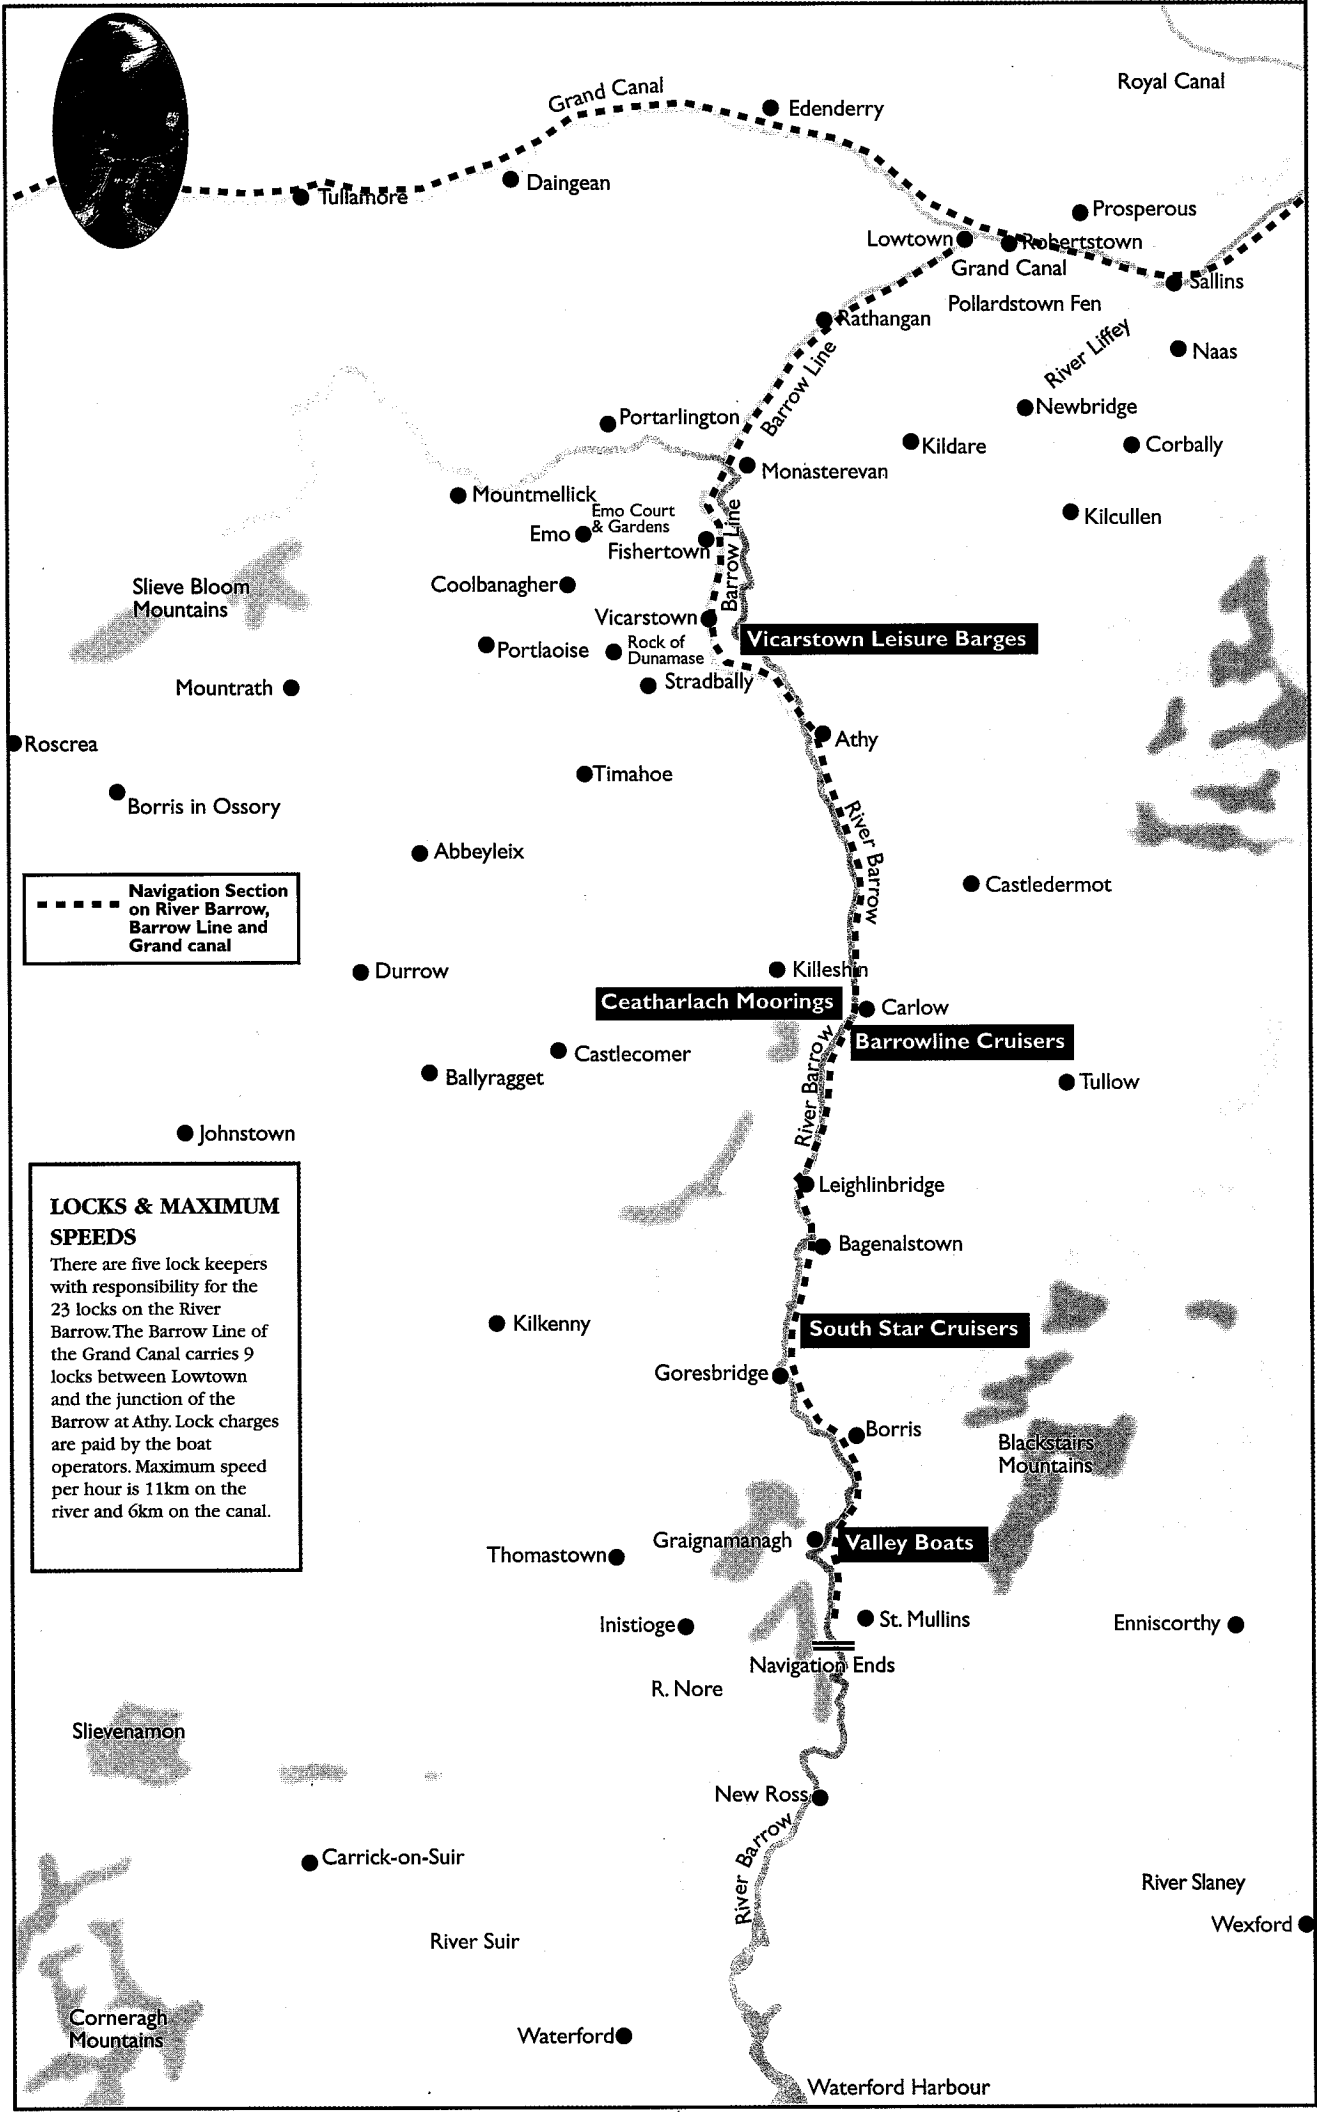 Royal Canal
Grand Canal
Edenderry
Daingean
Tullamore
Prosperous
Lowtown
Robertstown
Grand Canal
Sallins
Pollardstown Fen
Rathangan
River Liffey
Naas
Barrow Line
Newbridge
Portarlington
Kildare
Corbally
Monasterevan
Mountmellick
Emo Court
& Gardens
Kilcullen
Emo
Fishertown
Barrow Line
Slieve Bloom
Mountains
Coolbanagher
Vicarstown
Vicarstown Leisure Barges
Portlaoise
Rock of
Dunamase
Stradbally
Mountrath
Roscrea
Athy
Timahoe
Borris in Ossory
River Barrow
Abbeyleix
Castledermot
Navigation Section
on River Barrow,
Barrow Line and
Grand canal
Durrow
Killeshin
Ceatharlach Moorings
Carlow
Barrowline Cruisers
Castlecomer
Ballyragget
River Barrow
Tullow
Johnstown
Leighlinbridge
LOCKS & MAXIMUM
SPEEDS
There are five lock keepers
with responsibility for the
23 locks on the River
Barrow. The Barrow Line of
the Grand Canal carries 9
locks between Lowtown
and the junction of the
Barrow at Athy. Lock charges
are paid by the boat
operators. Maximum speed
per hour is 11km on the
river and 6km on the canal.
Bagenalstown
Kilkenny
South Star Cruisers
Goresbridge
Borris
Blackstairs
Mountains
Graignamanagh
Valley Boats
Thomastown
Inistioge
St. Mullins
Enniscorthy
Navigation Ends
R. Nore
Slievenamon
New Ross
River Barrow
Carrick-on-Suir
River Slaney
Wexford
River Suir
Corneragh
Mountains
Waterford
Waterford Harbour